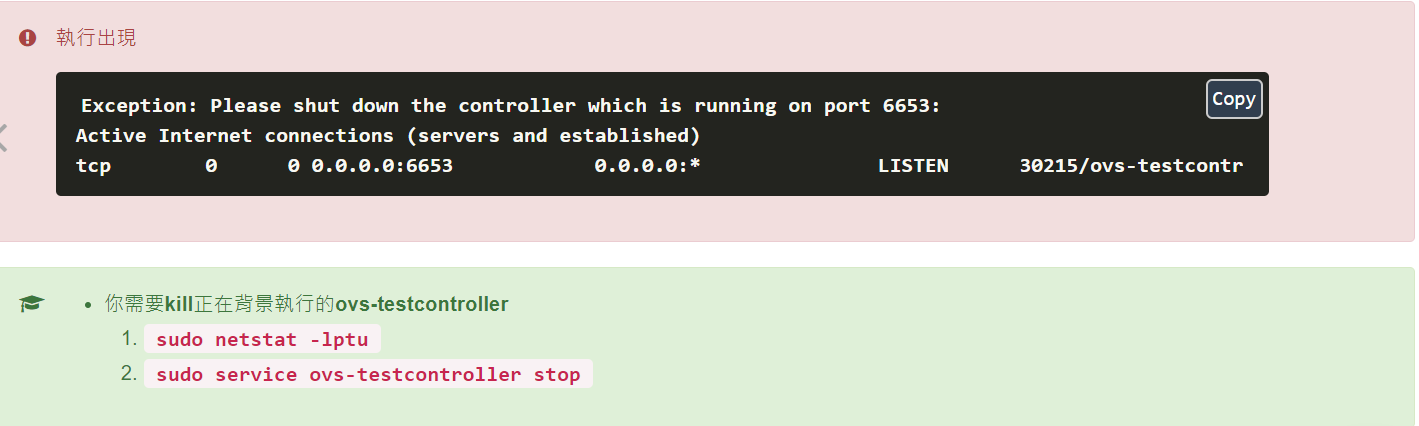 執行出現
Copy
Exception: Please shut down the controller which is running on port 6653:
Active Internet connections (servers and established)
tcp        0      0 0.0.0.0:6653            0.0.0.0:*               LISTEN      30215/ovs-testcontr
• 你需要kill正在背景執行的ovs-testcontroller
1. sudo netstat -lptu
2. sudo service ovs-testcontroller stop